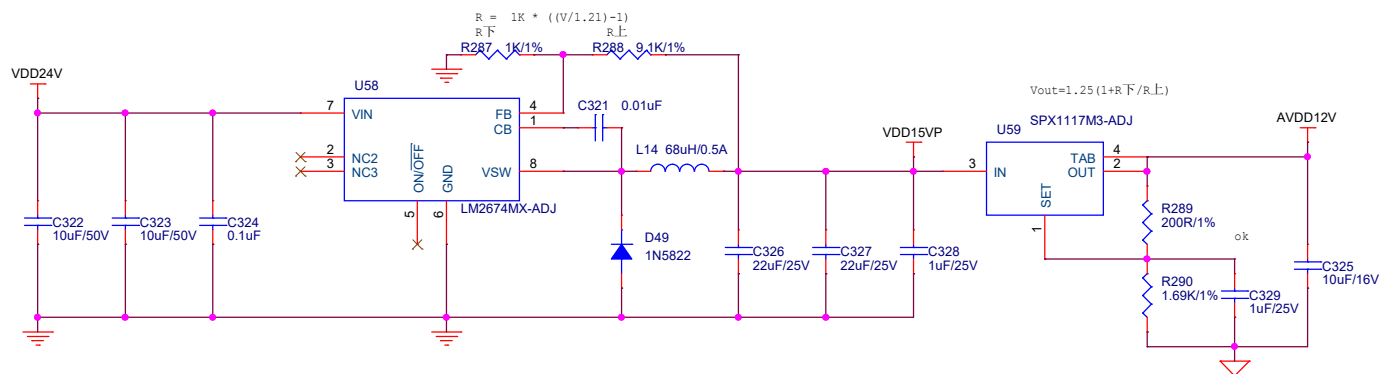 R = 1K * ((V/1.21)-1)
R下
R上
R287 1K/1%
R288 9.1K/1%
VDD24V
U58
C321 0.01uF
7
VIN
FB
4
CB
1
2
NC2
3
NC3
ON/OFF
GND
VSW
8
5
6
LM2674MX-ADJ
L14 68uH/0.5A
VDD15VP
Vout=1.25(1+R下/R上)
SPX1117M3-ADJ
U59
AVDD12V
3
IN
TAB
4
OUT
2
SET
1
R289
200R/1%
ok
C322
10uF/50V
C323
10uF/50V
C324
0.1uF
D49
1N5822
C326
22uF/25V
C327
22uF/25V
C328
1uF/25V
R290
1.69K/1%
C329
1uF/25V
C325
10uF/16V